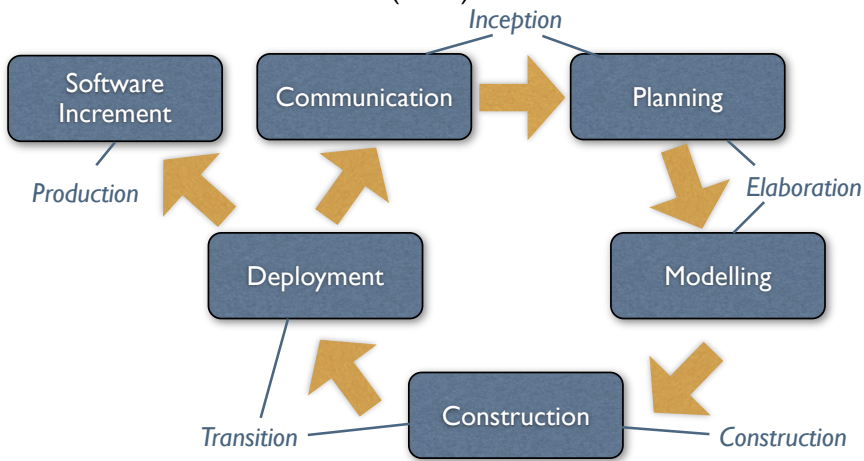 Inception
Software
Increment
Communication
Planning
Production
Elaboration
Deployment
Modelling
Transition
Construction
Construction